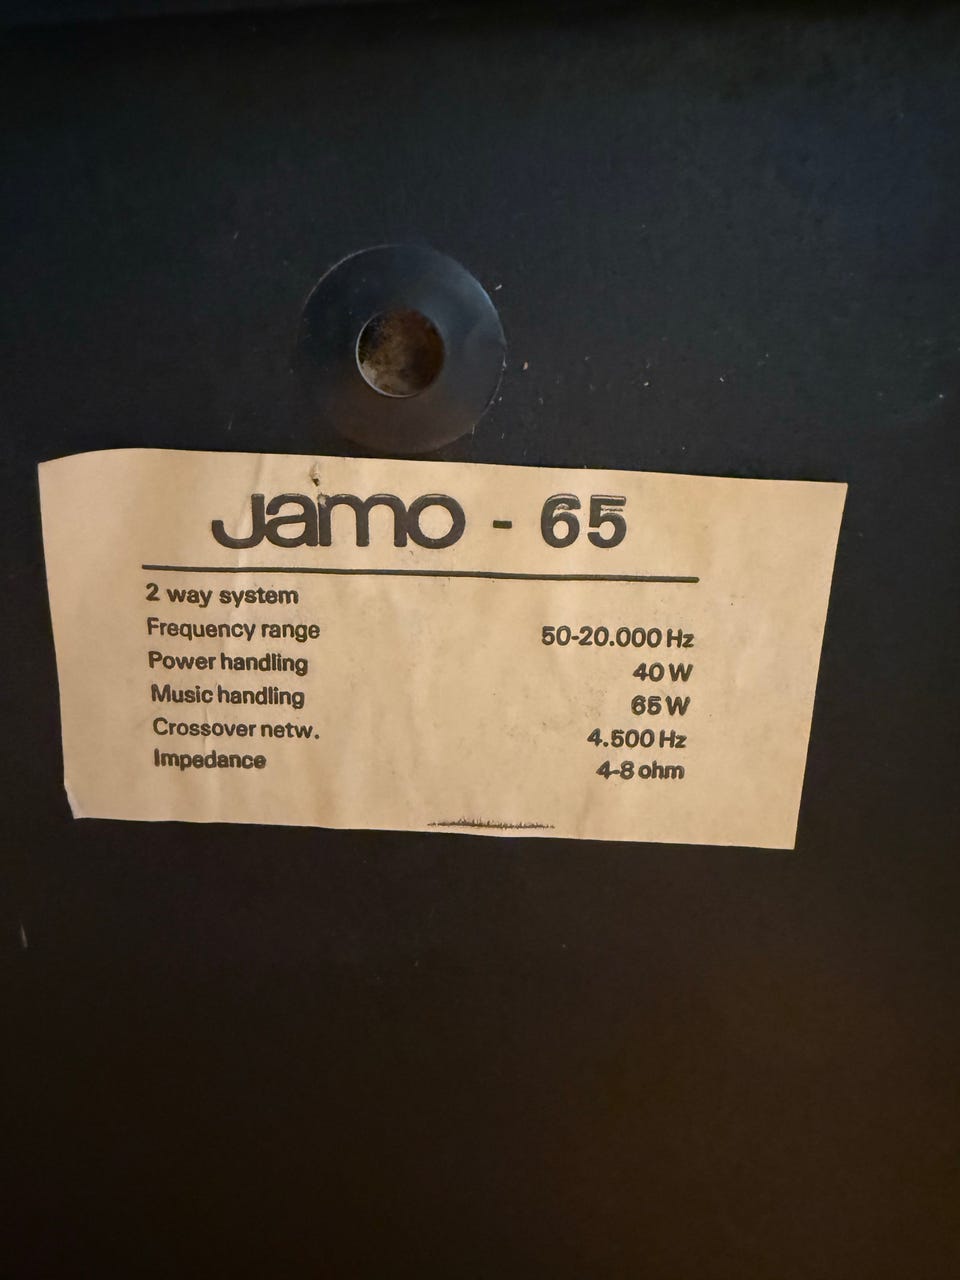 Jamo - 65
2 way system
Frequency range 50-20.000 Hz
Power handling 40 W
Music handling 65 W
Crossover netw. 4.500 Hz
Impedance 4-8 ohm